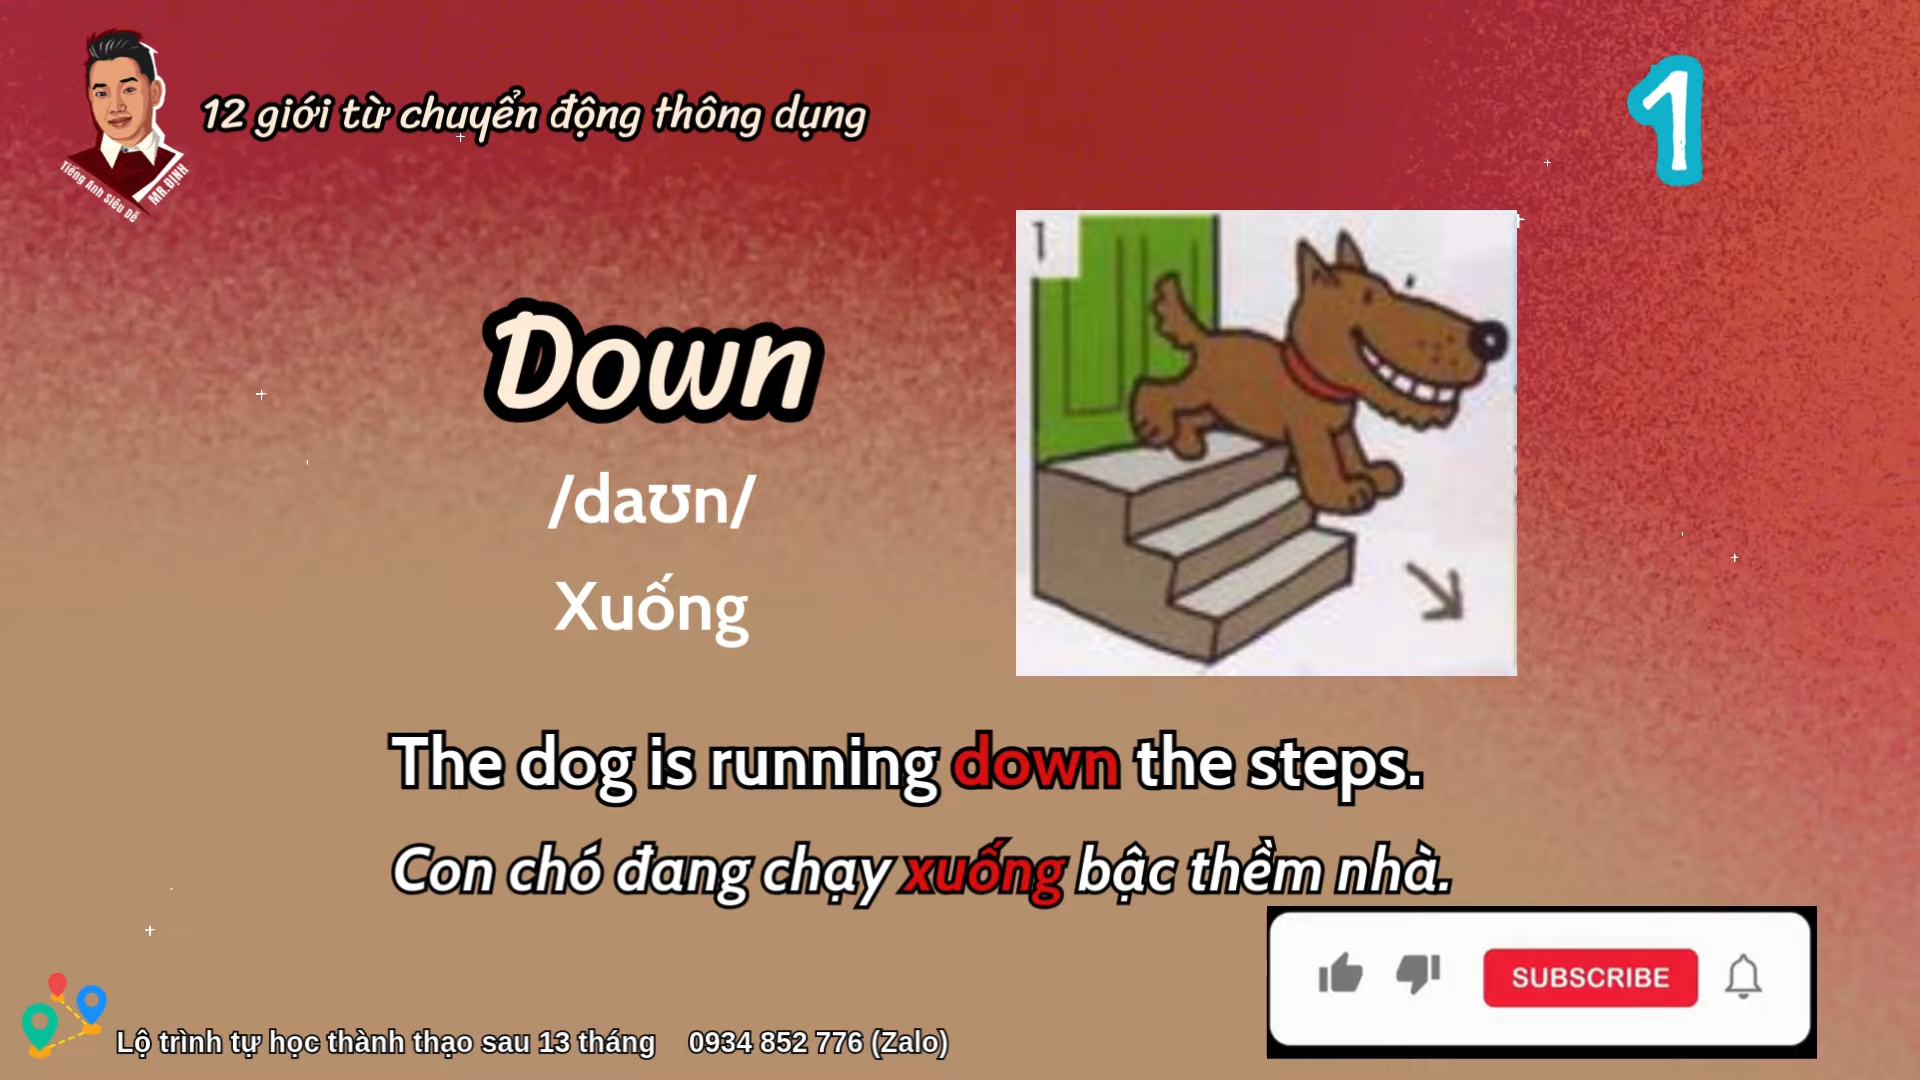 12 giới từ chuyển động thông dụng
1
Tiếng Anh Siêu Dễ
MR.ĐỊNH
1
Down
/daʊn/
Xuống
The dog is running down the steps.
Con chó đang chạy xuống bậc thềm nhà.
SUBSCRIBE
Lộ trình tự học thành thạo sau 13 tháng 0934 852 776 (Zalo)